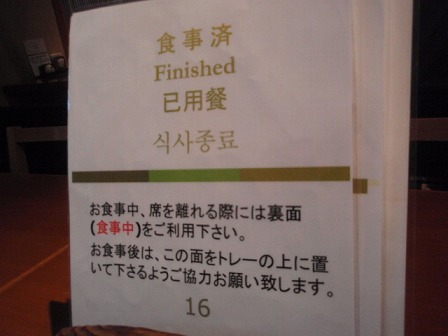 食事済
Finished
已用餐
식사종료
お食事中、席を離れる際には裏面
(食事中)をご利用下さい。
お食事後は、この面をトレーの上に置
いて下さるようご協力お願い致します。
16